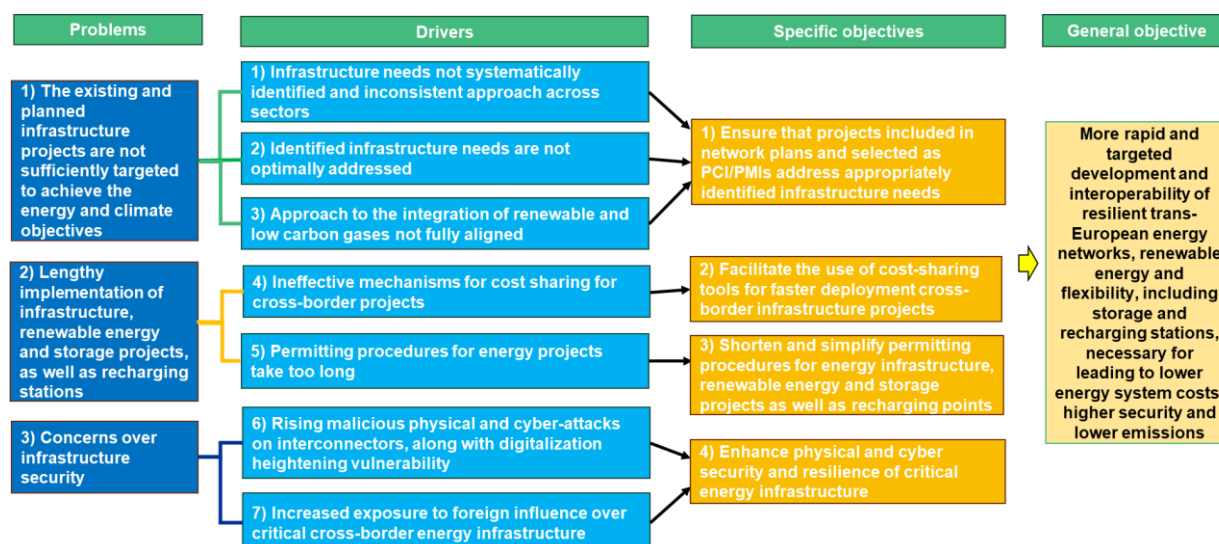 Problems
Drivers
Specific objectives
General objective
1) The existing and
planned
infrastructure
projects are not
sufficiently targeted
to achieve the
energy and climate
objectives
2) Lengthy
implementation of
infrastructure,
renewable energy
and storage projects,
as well as recharging
stations
3) Concerns over
infrastructure
security
1) Infrastructure needs not systematically
identified and inconsistent approach across
sectors
2) Identified infrastructure needs are not
optimally addressed
3) Approach to the integration of renewable and
low carbon gases not fully aligned
4) Ineffective mechanisms for cost sharing for
cross-border projects
5) Permitting procedures for energy projects
take too long
6) Rising malicious physical and cyber-attacks
on interconnectors, along with digitalization
heightening vulnerability
7) Increased exposure to foreign influence over
critical cross-border energy infrastructure
1) Ensure that projects included in
network plans and selected as
PCI/PMIs address appropriately
identified infrastructure needs
2) Facilitate the use of cost-sharing
tools for faster deployment cross-
border infrastructure projects
3) Shorten and simplify permitting
procedures for energy infrastructure,
renewable energy and storage
projects as well as recharging points
4) Enhance physical and cyber
security and resilience of critical
energy infrastructure
More rapid and
targeted
development and
interoperability of
resilient trans-
European energy
networks, renewable
energy and
flexibility, including
storage and
recharging stations,
necessary for
leading to lower
energy system costs,
higher security and
lower emissions